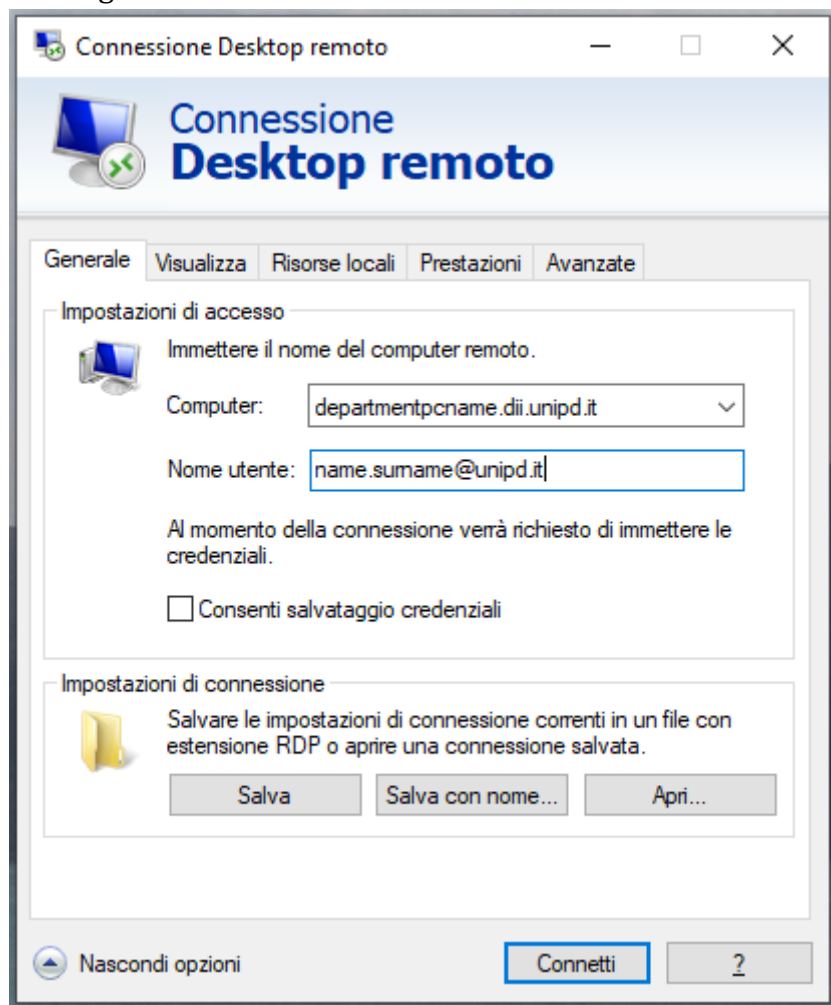 Connessione Desktop remoto
Connessione
Desktop remoto
Generale Visualizza Risorse locali Prestazioni Avanzate
Impostazioni di accesso
Immettere il nome del computer remoto.
Computer: departmentpcname.dii.unipd.it
Nome utente: name.surname@unipd.it
Al momento della connessione verrà richiesto di immettere le
credenziali.
Consenti salvataggio credenziali
Impostazioni di connessione
Salvare le impostazioni di connessione correnti in un file con
estensione RDP o aprire una connessione salvata.
Salva Salva con nome... Apri...
Nascondi opzioni Connetti ?